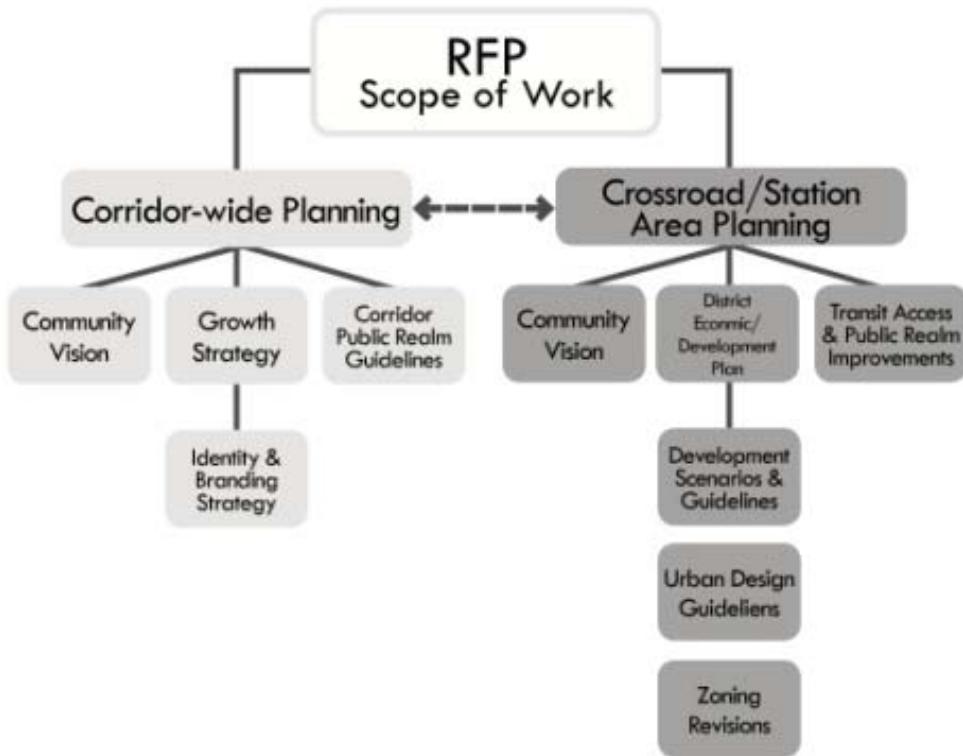 RFP
Scope of Work
Corridor-wide Planning
Crossroad/Station
Area Planning
Community
Vision
Growth
Strategy
Corridor
Public Realm
Guidelines
Community
Vision
District
Econmic/
Development
Plan
Transit Access
& Public Realm
Improvements
Identity &
Branding
Strategy
Development
Scenarios &
Guidelines
Urban Design
Guideliens
Zoning
Revisions